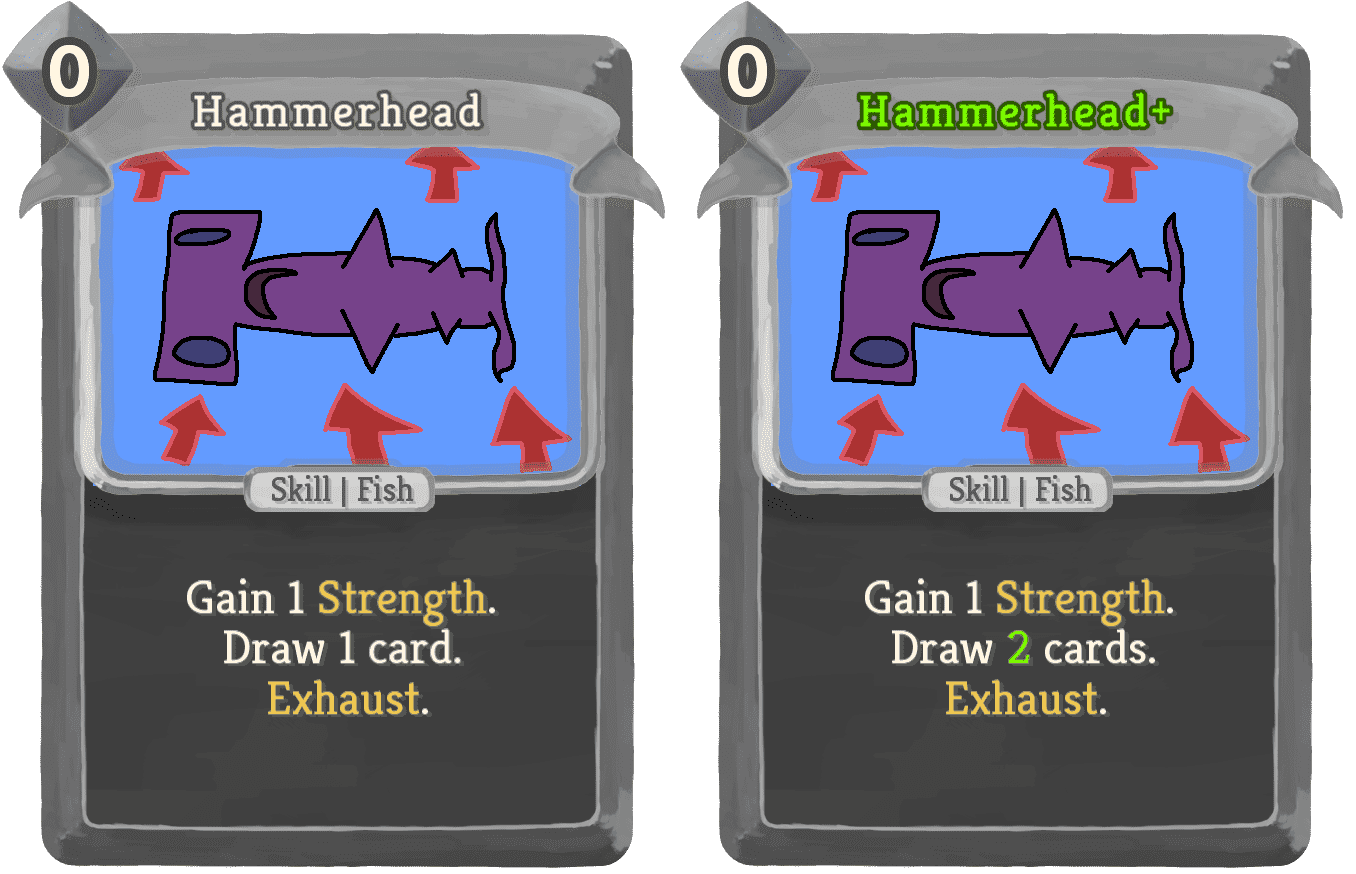 0
Hammerhead
Skill | Fish
Gain 1 Strength.
Draw 1 card.
Exhaust.
0
Hammerhead+
Skill | Fish
Gain 1 Strength.
Draw 2 cards.
Exhaust.